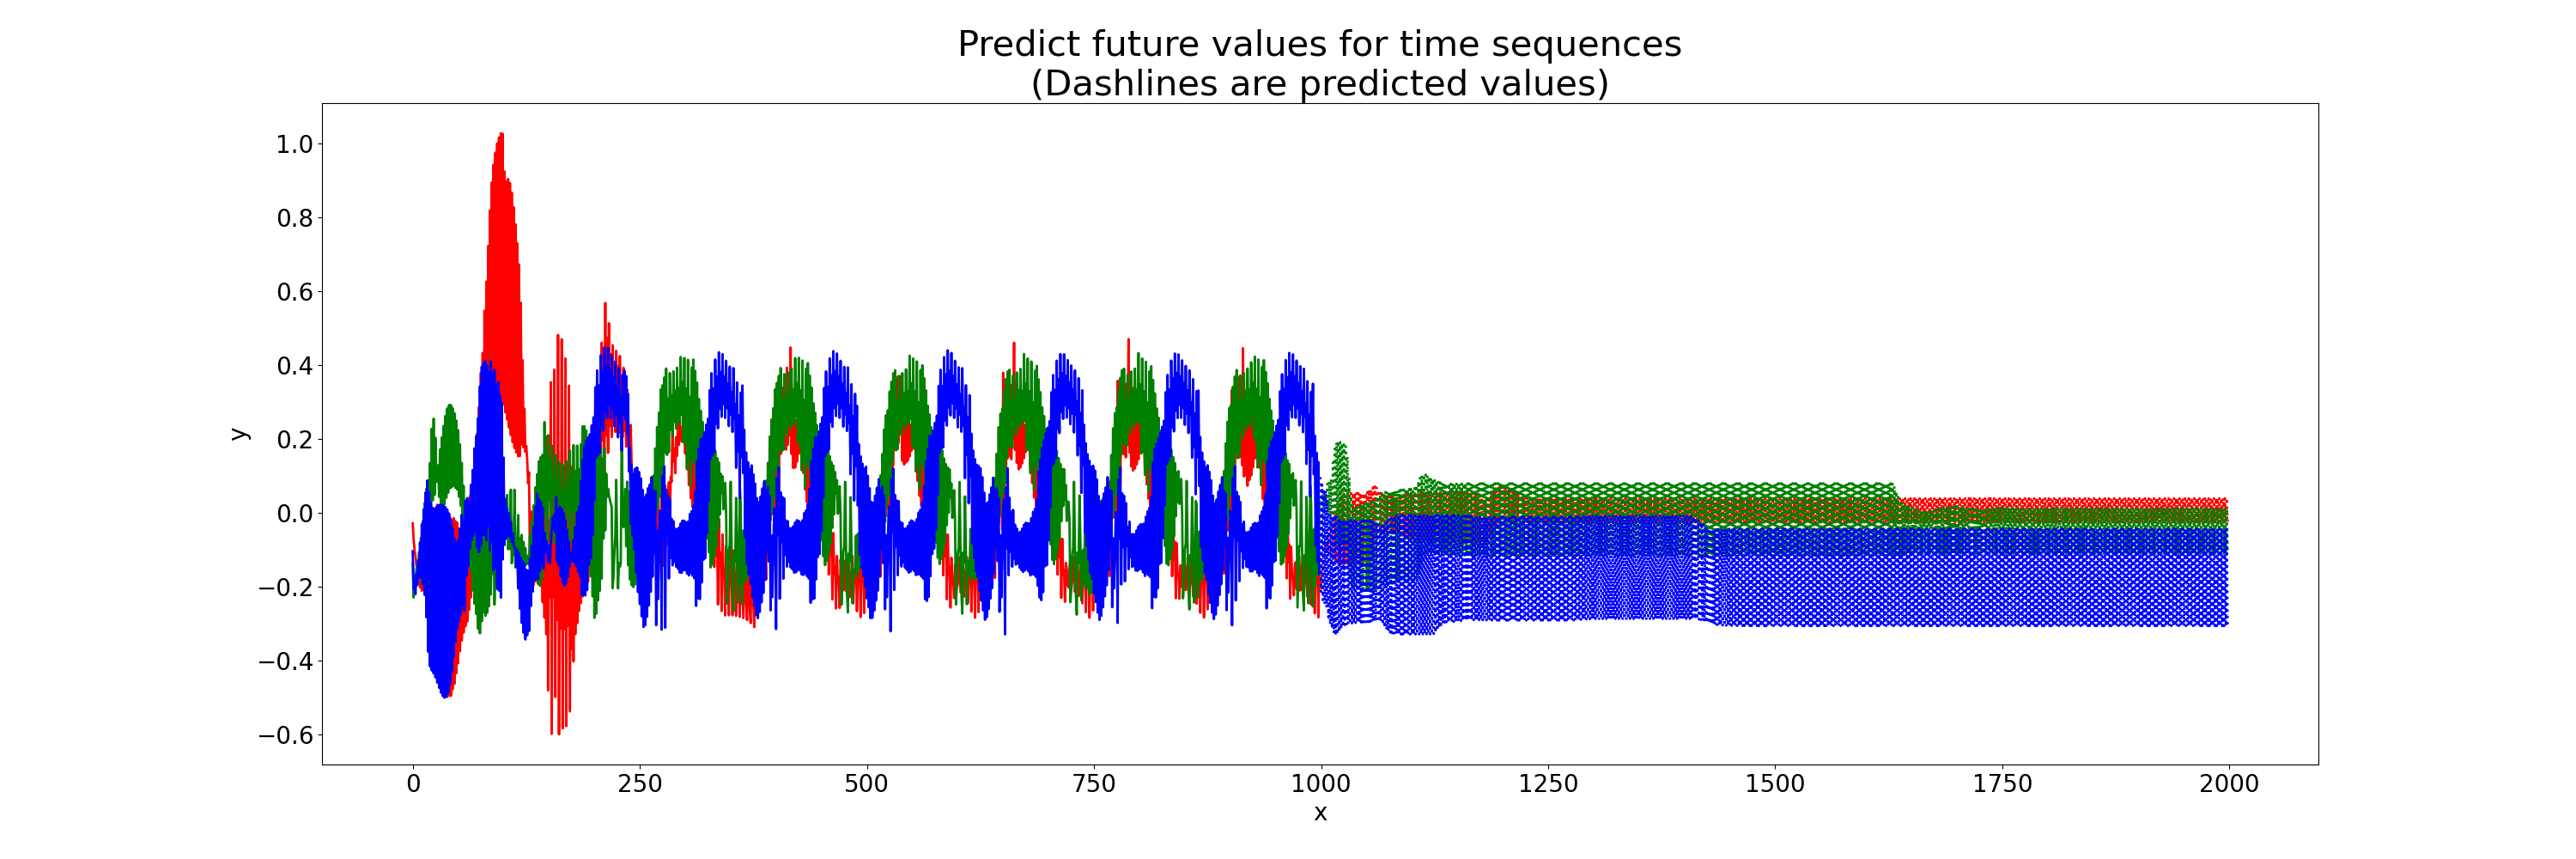 Predict future values for time sequences
(Dashlines are predicted values)
1.0
0.8
0.6
0.4
0.2
0.0
−0.2
−0.4
−0.6
y
0 250 500 750 1000 1250 1500 1750 2000
x